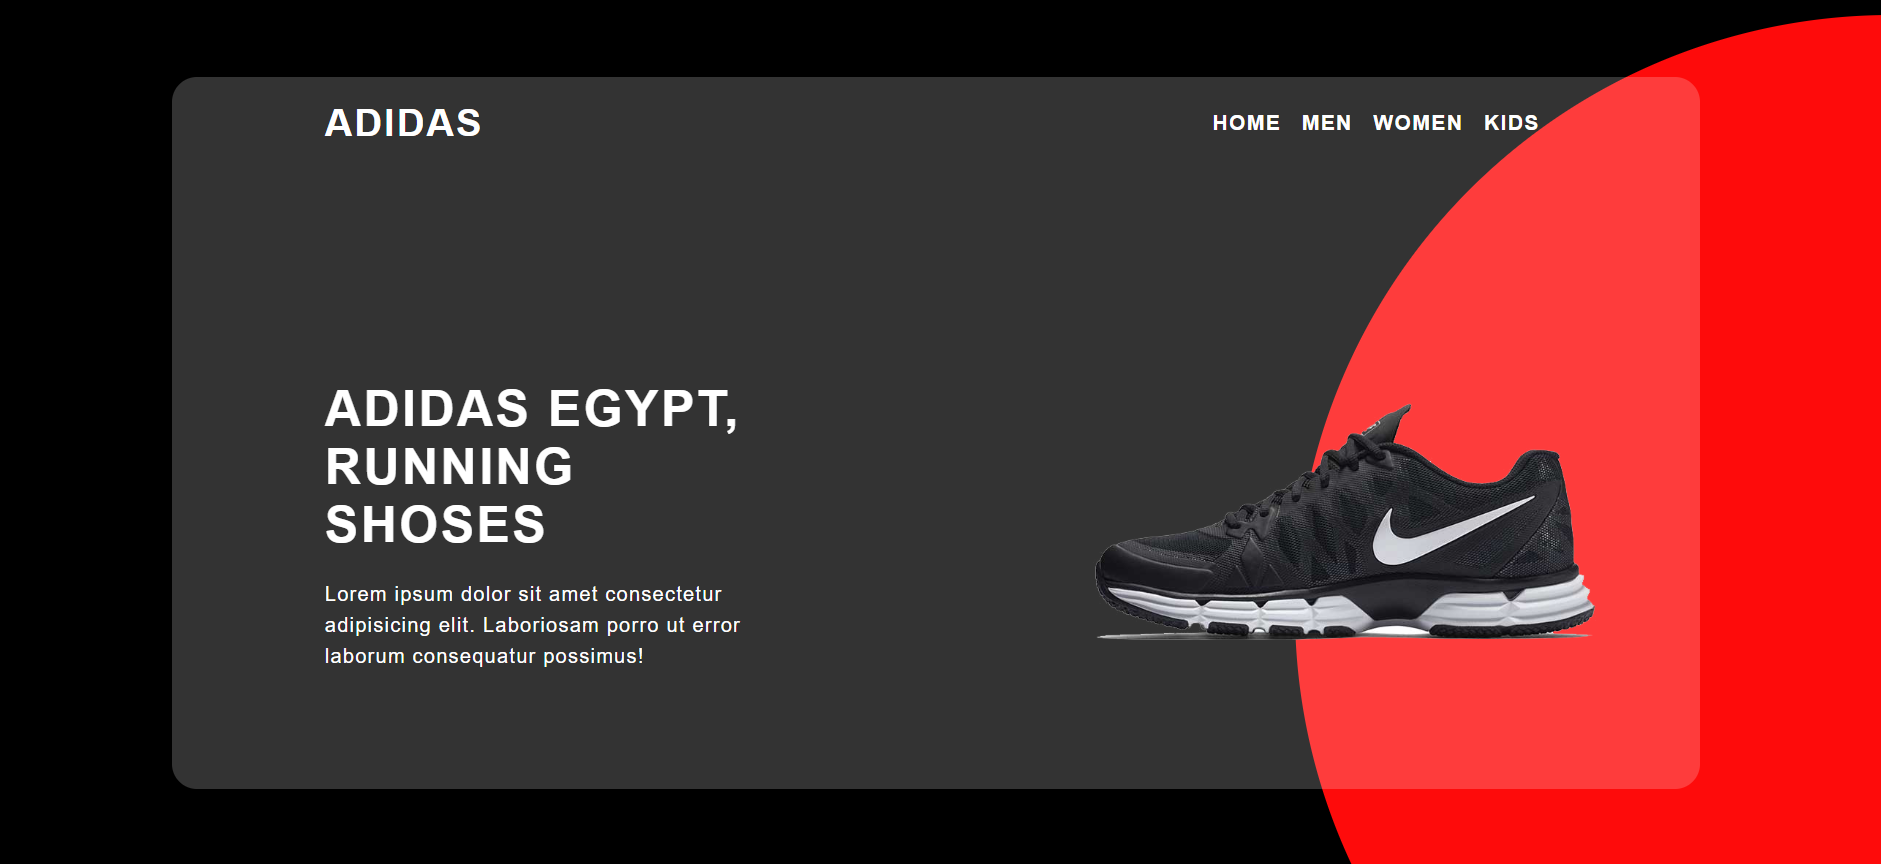 ADIDAS
HOME MEN WOMEN KIDS
ADIDAS EGYPT,
RUNNING
SHOSES
Lorem ipsum dolor sit amet consectetur
adipisicing elit. Laboriosam porro ut error
laborum consequatur possimus!